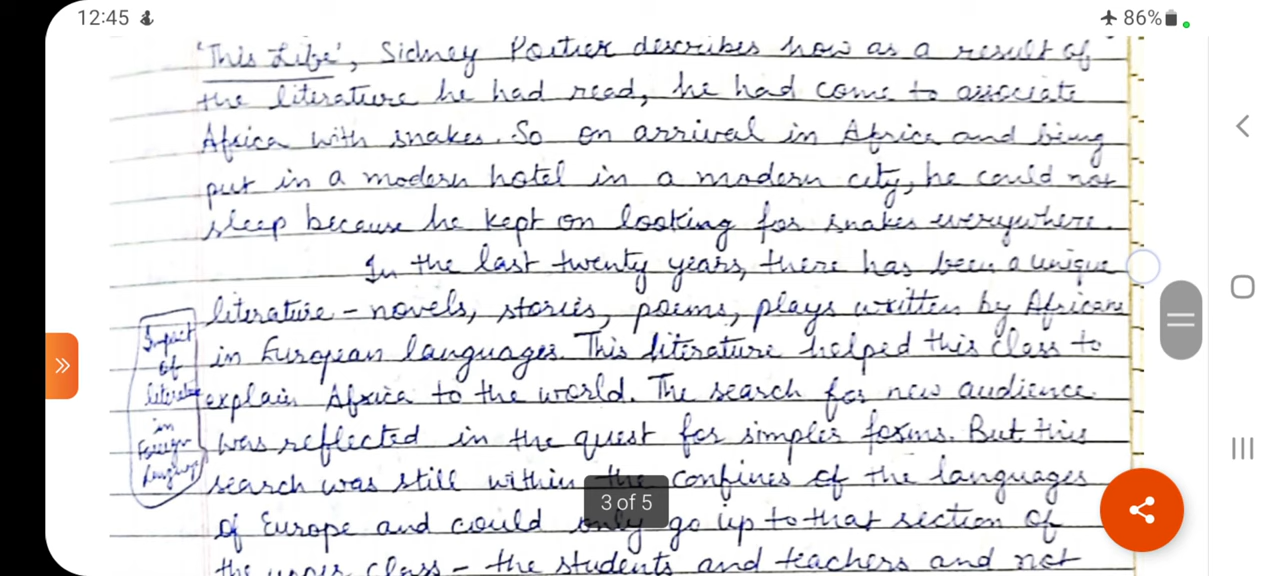 12:45
86%
'This Life', Sidney Poitier describes how as a result of
the literature he had read, he had come to associate
Africa with snakes. So on arrival in Africa and being
put in a modern hotel in a modern city, he could not
sleep because he kept on looking for snakes everywhere.
In the last twenty years, there has been a unique
literature - novels, stories, poems, plays written by Africans
in European languages. This literature helped this class to
explain Africa to the world. The search for new audience
was reflected in the quest for simpler forms. But this
search was still within the confines of the languages
of Europe and could only go up to that section of
the upper class - the students and teachers and not
Impact
of
literature
in
Foreign
Language
3 of 5